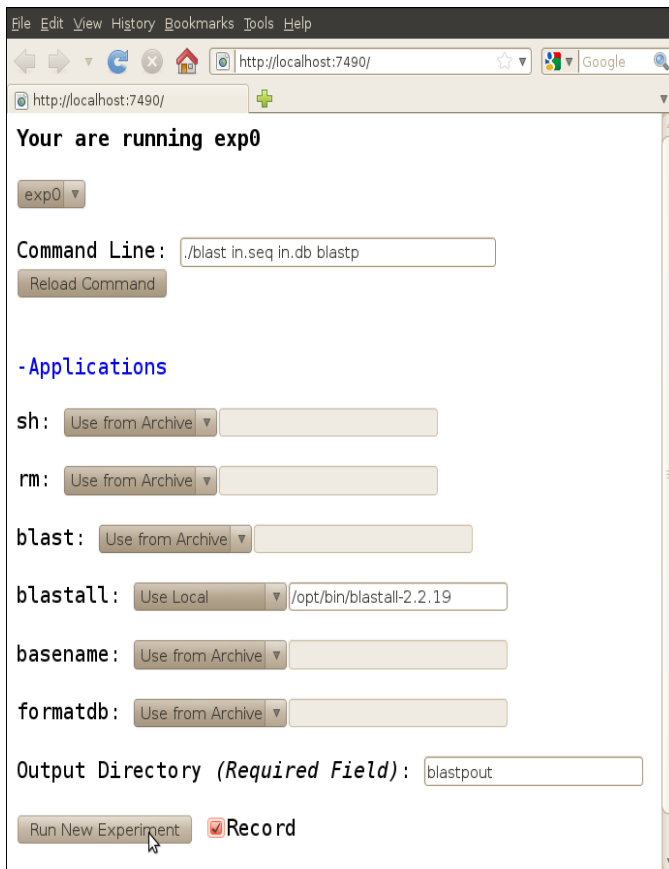 File Edit View History Bookmarks Tools Help
http://localhost:7490/ Google
http://localhost:7490/
Your are running exp0
exp0
Command Line: ./blast in.seq in.db blastp
Reload Command
-Applications
sh: Use from Archive
rm: Use from Archive
blast: Use from Archive
blastall: Use Local /opt/bin/blastall-2.2.19
basename: Use from Archive
formatdb: Use from Archive
Output Directory (Required Field): blastpout
Run New Experiment Record